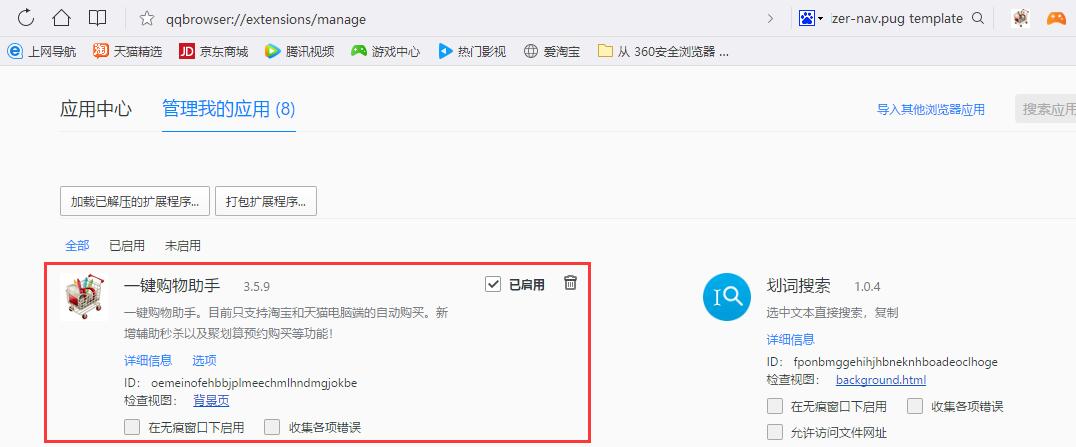 qqbrowser://extensions/manage
izer-nav.pug template
上网导航 天猫精选 JD 京东商城 腾讯视频 游戏中心 热门影视 爱淘宝 从 360安全浏览器 ...
应用中心 管理我的应用 (8) 导入其他浏览器应用 搜索应用
加载已解压的扩展程序... 打包扩展程序...
全部 已启用 未启用
一键购物助手 3.5.9 已启用
一键购物助手。目前只支持淘宝和天猫电脑端的自动购买。新
增辅助秒杀以及聚划算预约购买等功能!
详细信息 选项
ID: oemeinofehbbjplmeechmlhndmgjokbe
检查视图: 背景页
在无痕窗口下启用 收集各项错误
划词搜索 1.0.4
选中文本直接搜索，复制
详细信息
ID: fponbmggehihjhbneknhboadeoclhoge
检查视图: background.html
在无痕窗口下启用 收集各项错误
允许访问文件网址